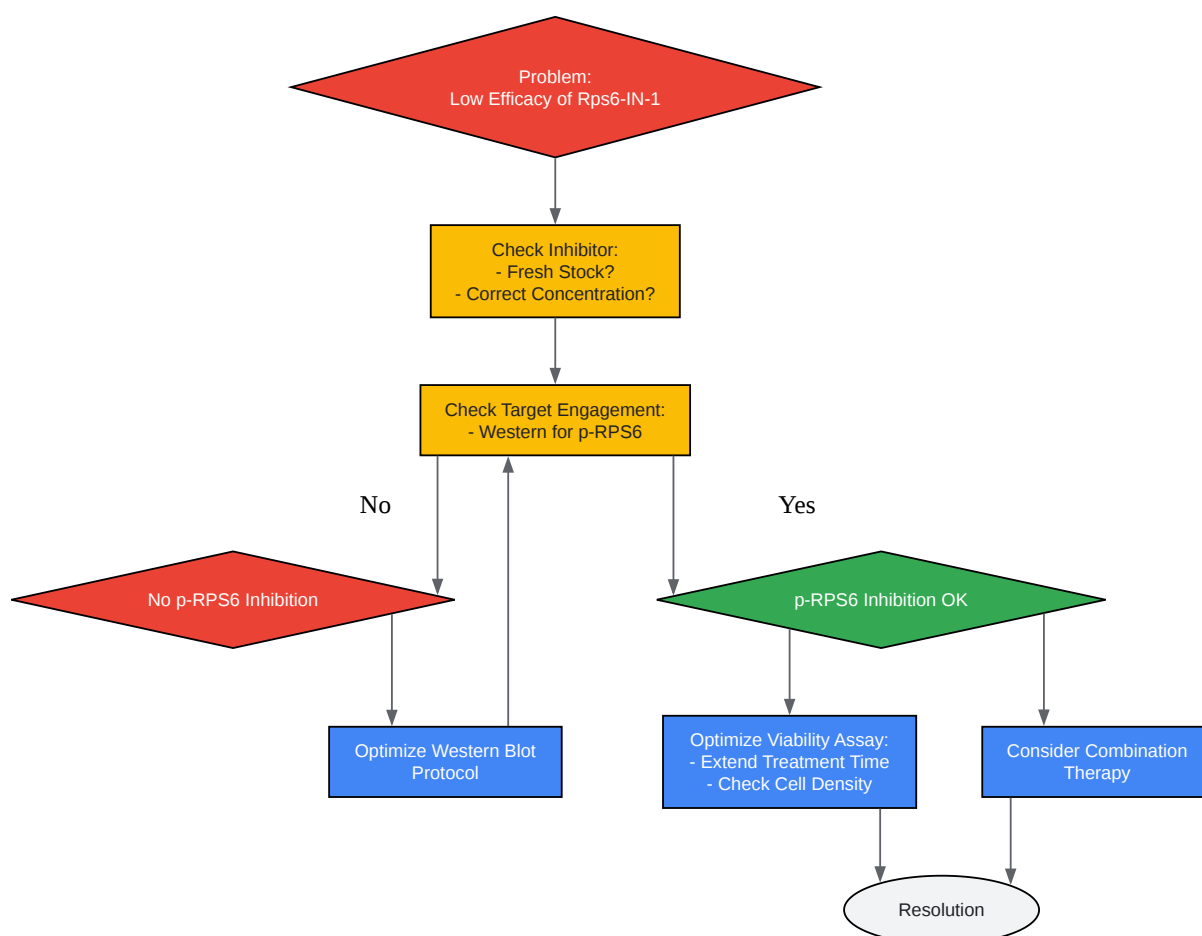 Problem:
Low Efficacy of Rps6-IN-1
Check Inhibitor:
- Fresh Stock?
- Correct Concentration?
Check Target Engagement:
- Western for p-RPS6
No
Yes
No p-RPS6 Inhibition
p-RPS6 Inhibition OK
Optimize Western Blot
Protocol
Optimize Viability Assay:
- Extend Treatment Time
- Check Cell Density
Consider Combination
Therapy
Resolution